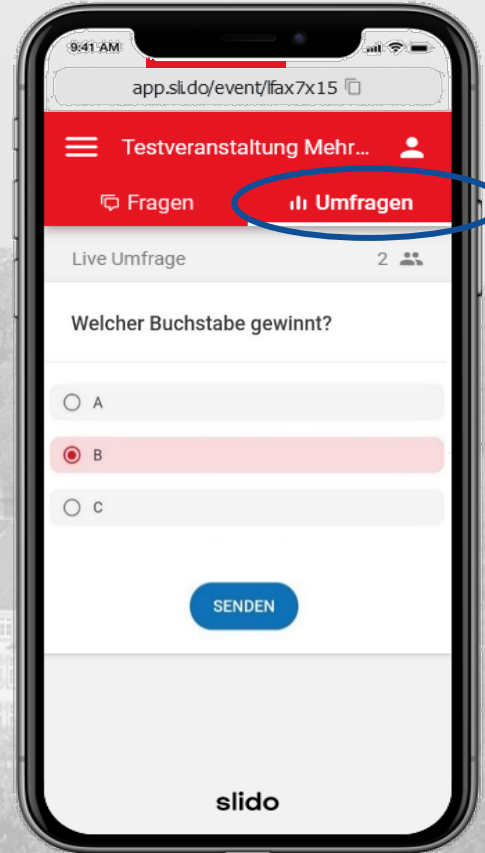 9:41 AM
app.sli.do/event/lfax7x15
Testveranstaltung Mehr...
Fragen
Umfragen
Live Umfrage 2
Welcher Buchstabe gewinnt?
A
B
C
SENDEN
slido